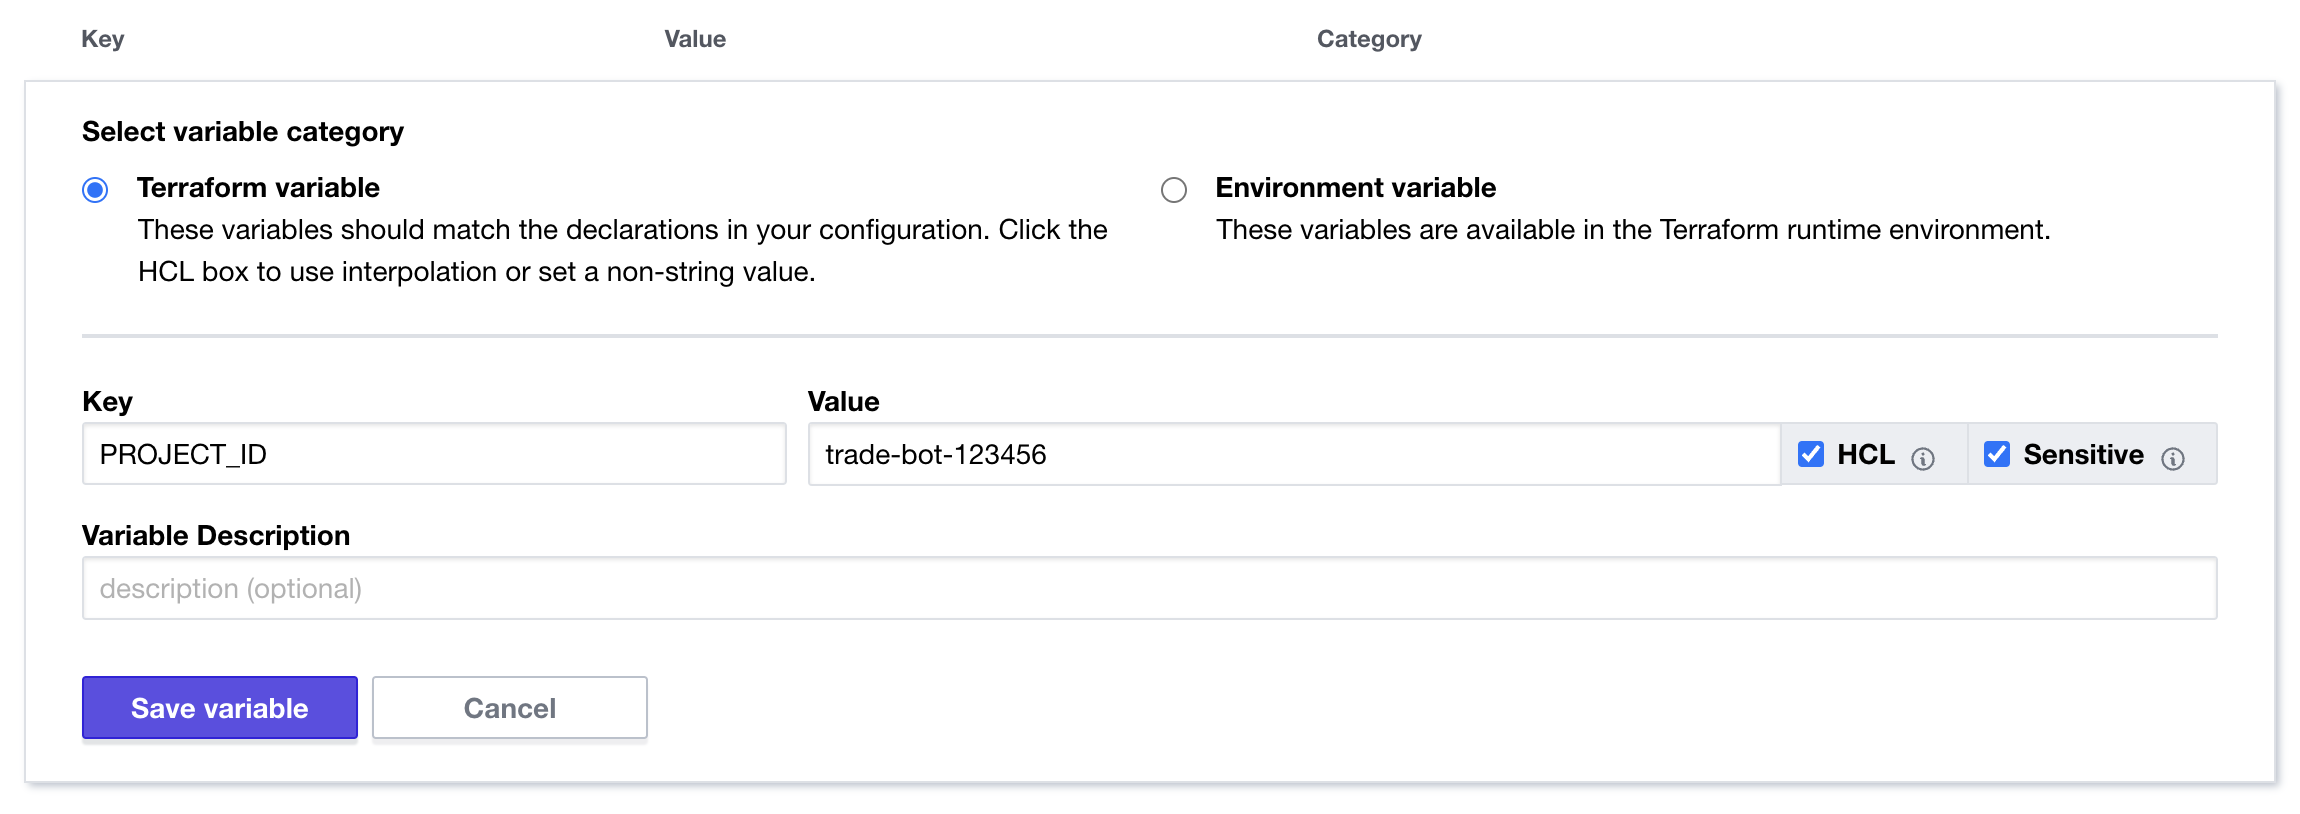 Key Value Category
Select variable category
Terraform variable
These variables should match the declarations in your configuration. Click the
HCL box to use interpolation or set a non-string value.
Environment variable
These variables are available in the Terraform runtime environment.
Key
PROJECT_ID
Value
trade-bot-123456
HCL
Sensitive
Variable Description
description (optional)
Save variable
Cancel